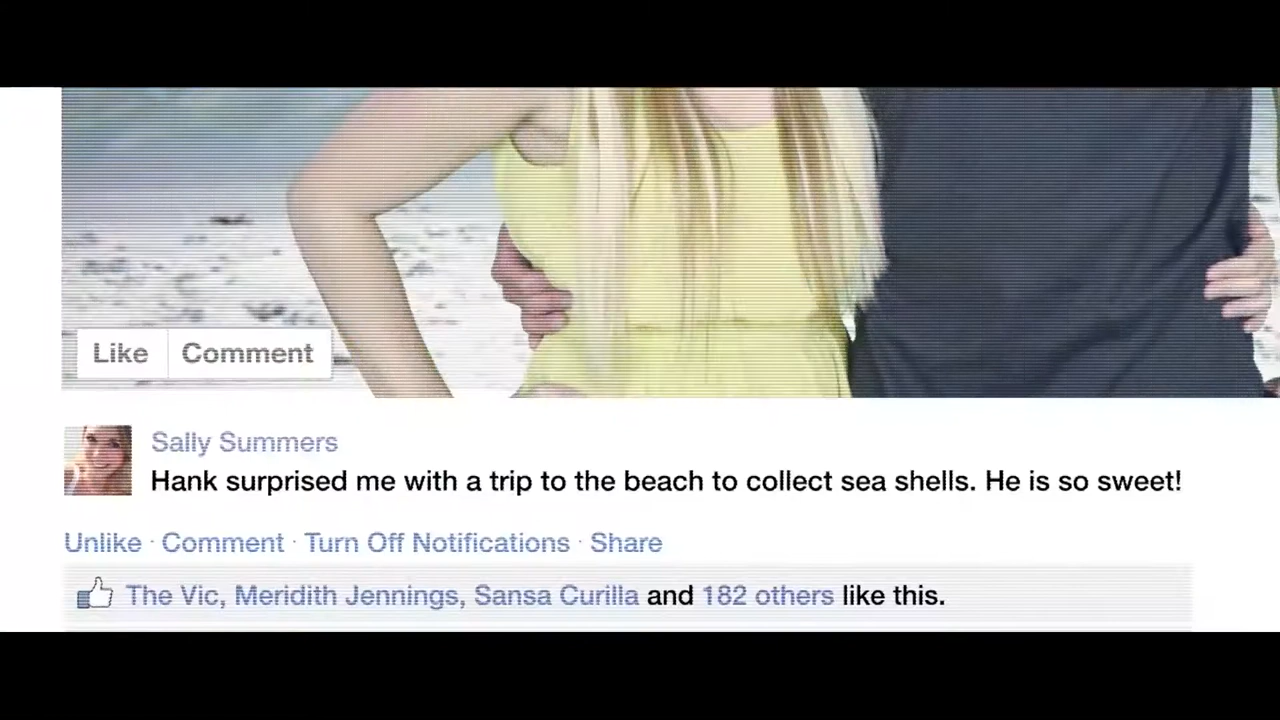 Like Comment
Sally Summers
Hank surprised me with a trip to the beach to collect sea shells. He is so sweet!
Unlike · Comment · Turn Off Notifications · Share
The Vic, Meridith Jennings, Sansa Curilla and 182 others like this.